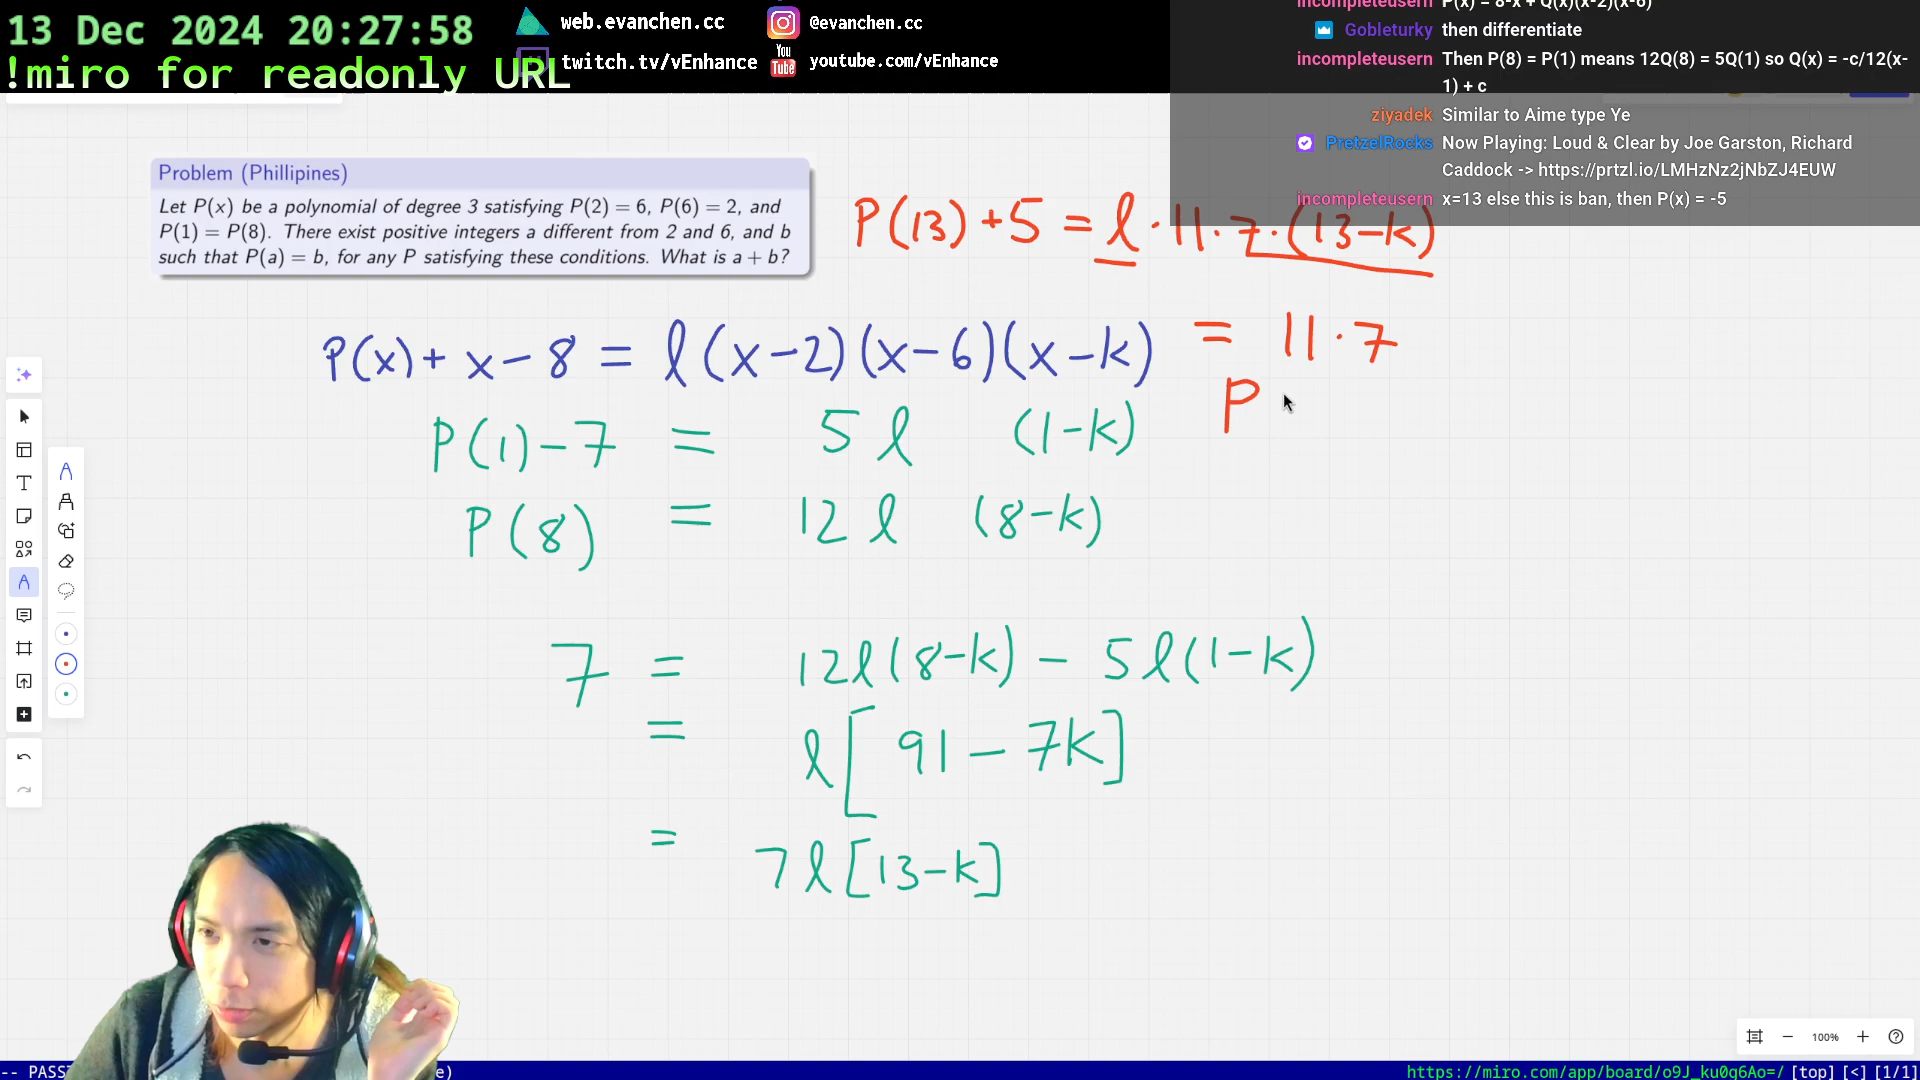 13 Dec 2024 20:27:58
!miro for readonly URL
web.evanchen.cc
@evanchen.cc
twitch.tv/vEnhance
You
Tube
youtube.com/vEnhance
incompleteusern P(x) = 8-x + Q(x)(x-2)(x-6)
Gobleturky then differentiate
incompleteusern Then P(8) = P(1) means 12Q(8) = 5Q(1) so Q(x) = -c/12(x-
1) + c
ziyadek Similar to Aime type Ye
PretzelRocks Now Playing: Loud & Clear by Joe Garston, Richard
Caddock -> https://prtzl.io/LMHzNz2jNbZJ4EUW
incompleteusern x=13 else this is ban, then P(x) = -5
Problem (Phillipines)
Let P(x) be a polynomial of degree 3 satisfying P(2) = 6, P(6) = 2, and
P(1) = P(8). There exist positive integers a different from 2 and 6, and b
such that P(a) = b, for any P satisfying these conditions. What is a + b?
P(13)+5 = l·11·7·(13-k)
= 11·7
P
P(x)+ x-8 = l(x-2)(x-6)(x-k)
P(1)-7 = 5l (1-k)
P(8) = 12l (8-k)
7 = 12l(8-k) - 5l(1-k)
= l[91-7k]
= 7l[13-k]
100%
-- PASS
e)
https://miro.com/app/board/o9J_ku0q6Ao=/ [top] [<] [1/1]